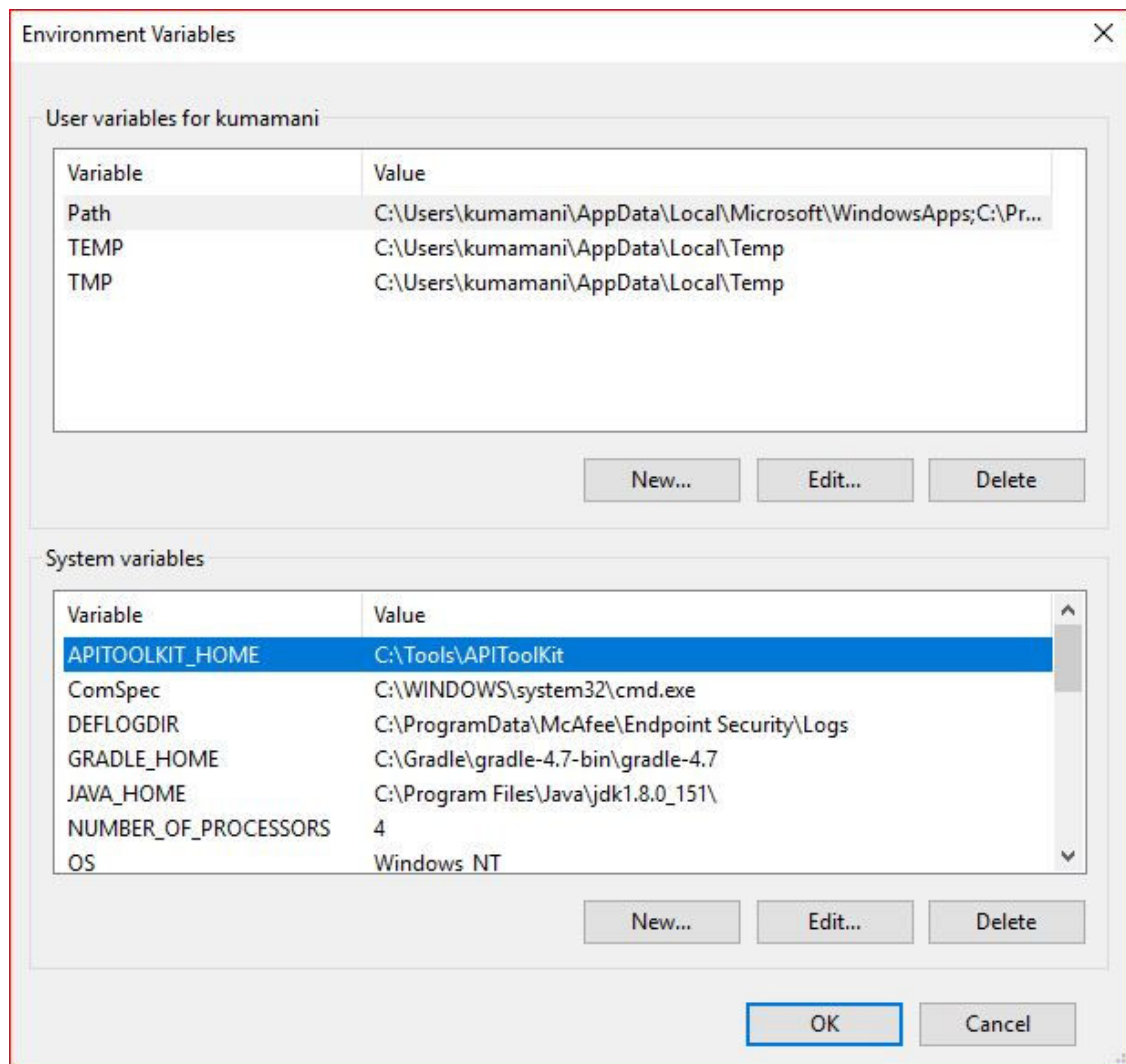 Environment Variables
User variables for kumamani
Variable Value
Path C:\Users\kumamani\AppData\Local\Microsoft\WindowsApps;C:\Pr...
TEMP C:\Users\kumamani\AppData\Local\Temp
TMP C:\Users\kumamani\AppData\Local\Temp
New... Edit... Delete
System variables
Variable Value
APITOOLKIT_HOME C:\Tools\APIToolKit
ComSpec C:\WINDOWS\system32\cmd.exe
DEFLOGDIR C:\ProgramData\McAfee\Endpoint Security\Logs
GRADLE_HOME C:\Gradle\gradle-4.7-bin\gradle-4.7
JAVA_HOME C:\Program Files\Java\jdk1.8.0_151\
NUMBER_OF_PROCESSORS 4
OS Windows_NT
New... Edit... Delete
OK Cancel